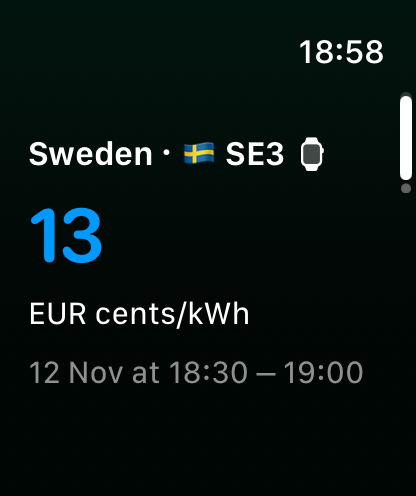 18:58
Sweden · 🇸🇪 SE3
13
EUR cents/kWh
12 Nov at 18:30 – 19:00